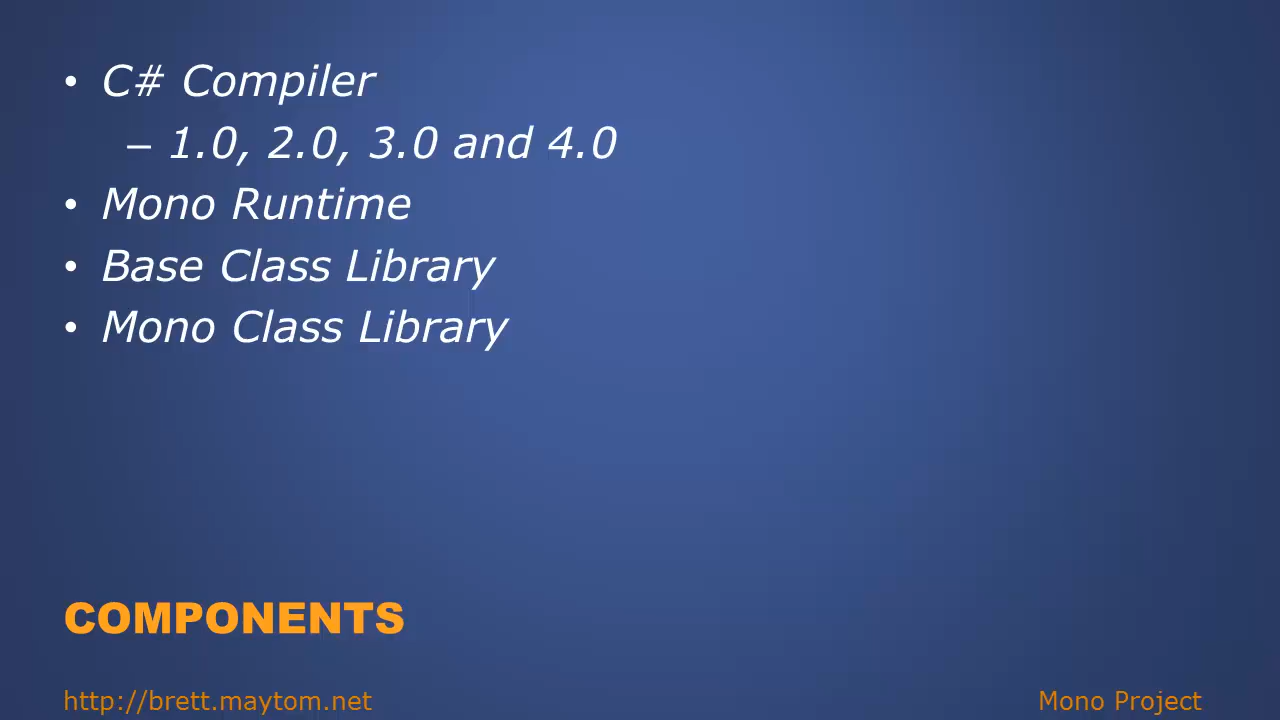 • C# Compiler
– 1.0, 2.0, 3.0 and 4.0
• Mono Runtime
• Base Class Library
• Mono Class Library
COMPONENTS
http://brett.maytom.net
Mono Project